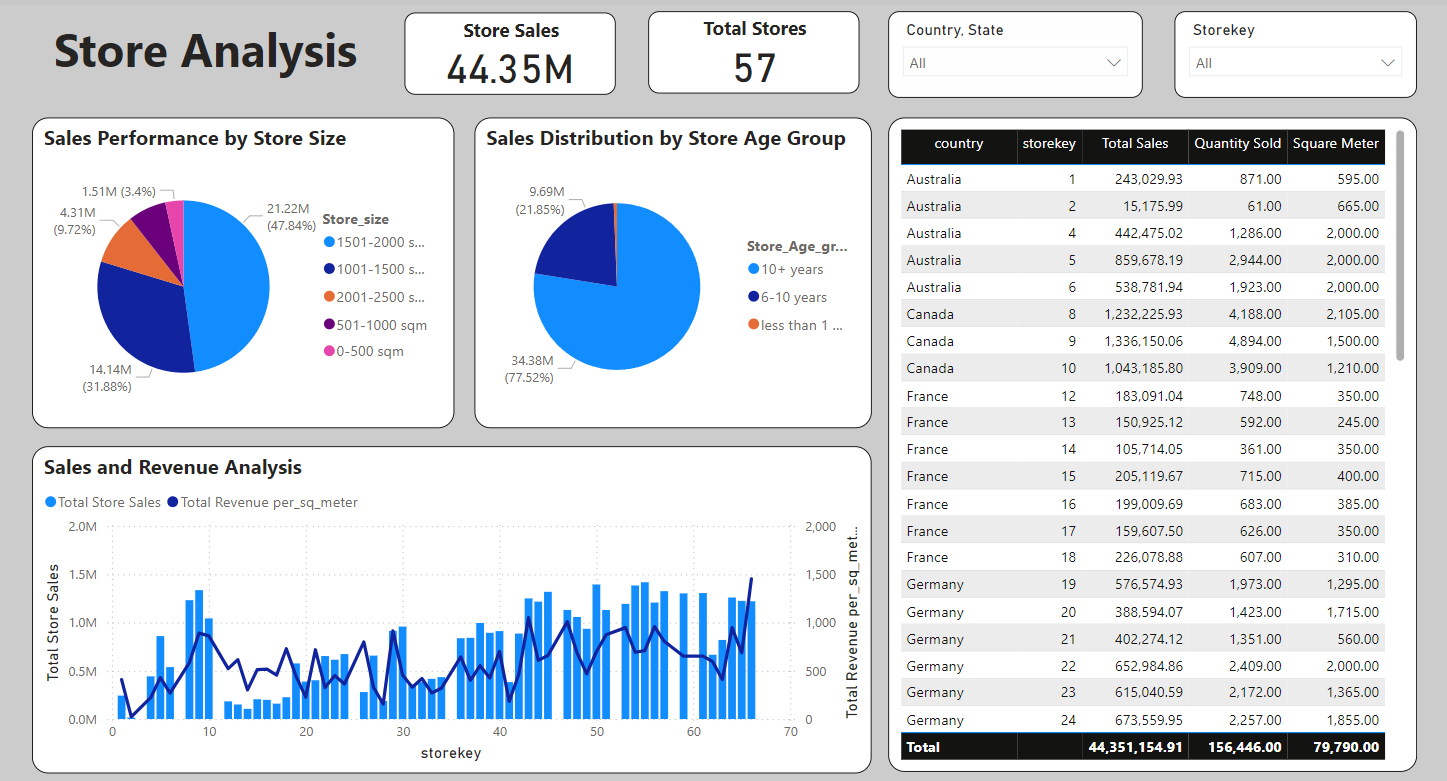 Store Analysis
Store Sales
44.35M
Total Stores
57
Country, State
All
Storekey
All
Sales Performance by Store Size
1.51M (3.4%)
4.31M
(9.72%)
21.22M
(47.84%)
14.14M
(31.88%)
Store_size
1501-2000 s...
1001-1500 s...
2001-2500 s...
501-1000 sqm
0-500 sqm
Sales Distribution by Store Age Group
9.69M
(21.85%)
34.38M
(77.52%)
Store_Age_gr...
10+ years
6-10 years
less than 1 ...
Sales and Revenue Analysis
Total Store Sales Total Revenue per_sq_meter
Total Store Sales
2.0M
1.5M
1.0M
0.5M
0.0M
0 10 20 30 40 50 60 70
storekey
2,000
1,500
1,000
500
0
Total Revenue per_sq_met...
country storekey Total Sales Quantity Sold Square Meter
Australia 1 243,029.93 871.00 595.00
Australia 2 15,175.99 61.00 665.00
Australia 4 442,475.02 1,286.00 2,000.00
Australia 5 859,678.19 2,944.00 2,000.00
Australia 6 538,781.94 1,923.00 2,000.00
Canada 8 1,232,225.93 4,188.00 2,105.00
Canada 9 1,336,150.06 4,894.00 1,500.00
Canada 10 1,043,185.80 3,909.00 1,210.00
France 12 183,091.04 748.00 350.00
France 13 150,925.12 592.00 245.00
France 14 105,714.05 361.00 350.00
France 15 205,119.67 715.00 400.00
France 16 199,009.69 683.00 385.00
France 17 159,607.50 626.00 350.00
France 18 226,078.88 607.00 310.00
Germany 19 576,574.93 1,973.00 1,295.00
Germany 20 388,594.07 1,423.00 1,715.00
Germany 21 402,274.12 1,351.00 560.00
Germany 22 652,984.86 2,409.00 2,000.00
Germany 23 615,040.59 2,172.00 1,365.00
Germany 24 673,559.95 2,257.00 1,855.00
Total 44,351,154.91 156,446.00 79,790.00